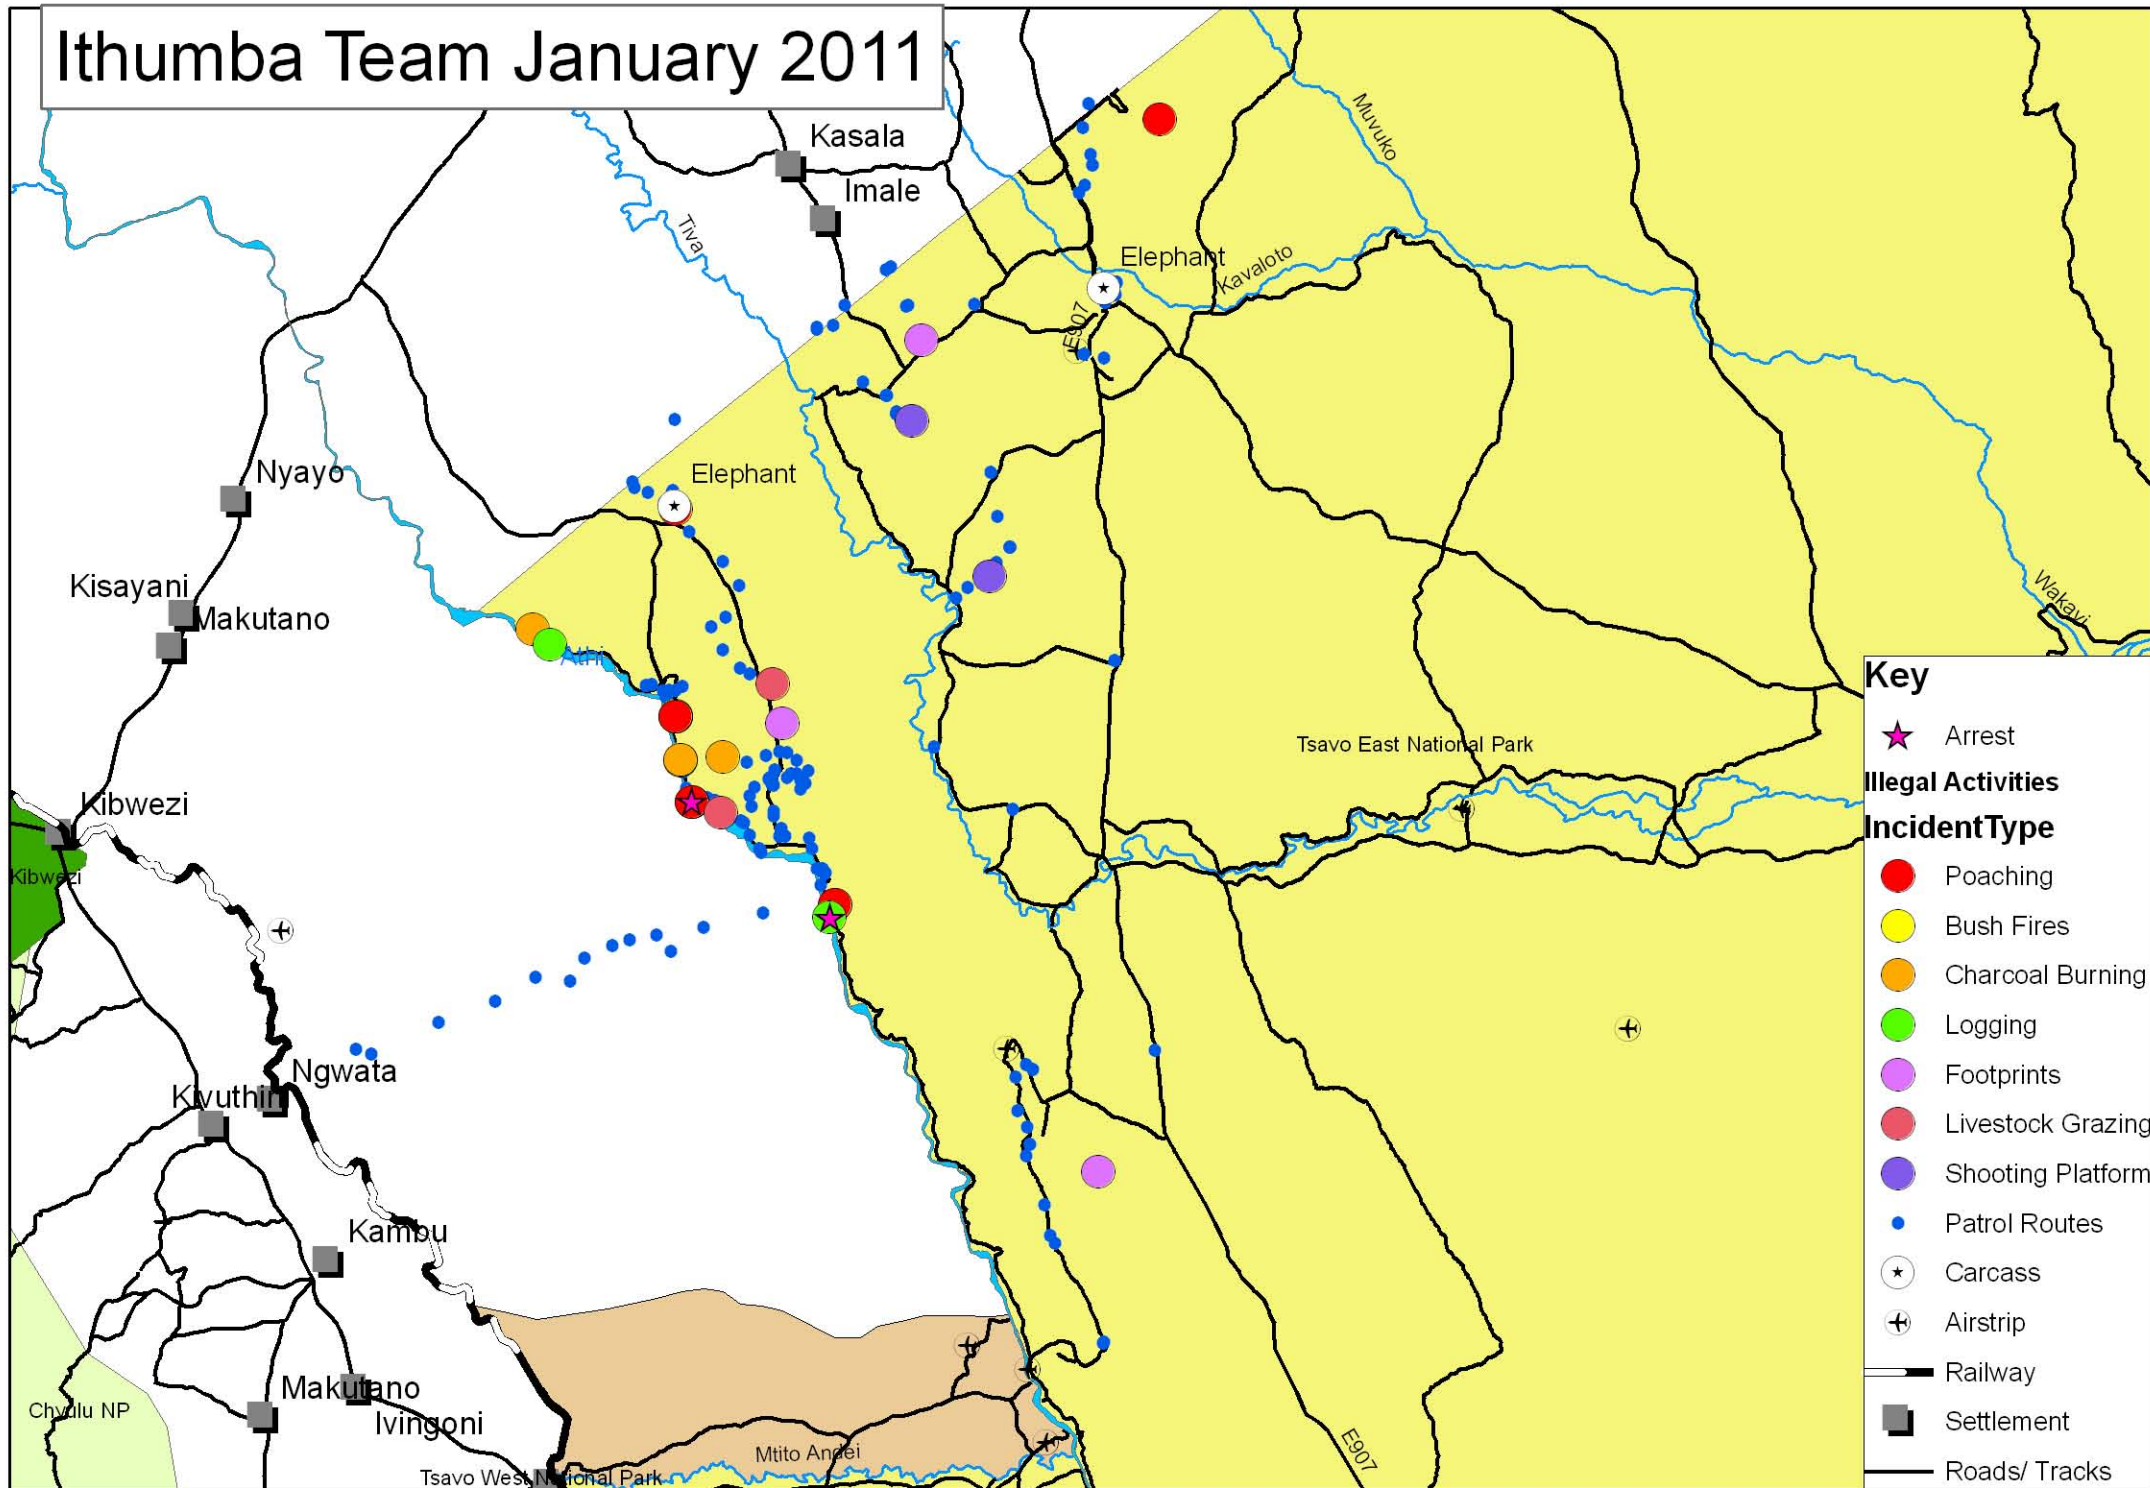 Ithumba Team January 2011
Kasala
Imale
Muvuko
Tiva
Elephant
Kavaloto
E907
Elephant
Nyayo
Kisayani
Makutano
Athi
Wakavi
Tsavo East National Park
Kibwezi
Kibwezi
Ngwata
Kivuthin
Kambu
Makutano
Ivingoni
Chyulu NP
Mtito Andei
Tsavo West National Park
E907
Key
Arrest
Illegal Activities
IncidentType
Poaching
Bush Fires
Charcoal Burning
Logging
Footprints
Livestock Grazing
Shooting Platform
Patrol Routes
Carcass
Airstrip
Railway
Settlement
Roads/ Tracks